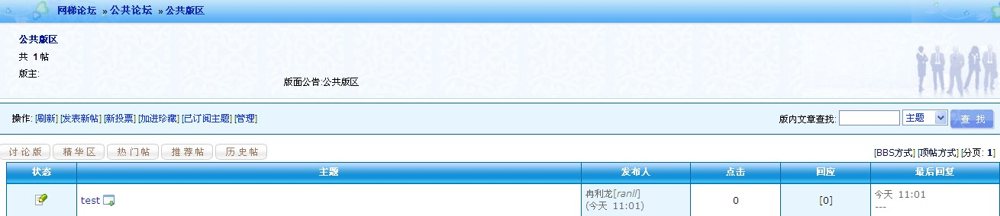 网梯论坛 »公共论坛 »公共版区
公共版区
共 1帖
版主:
版面公告:公共版区
操作: [刷新] [发表新帖] [新投票] [加进珍藏] [已订阅主题] [管理]
版内文章查找: 主题 查 找
讨论版 精华区 热门帖 推荐帖 历史帖
[BBS方式] [顶帖方式] [分页: 1]
状态 主题 发布人 点击 回应 最后回复
test 冉利龙[ranll] 0 [0] 今天 11:01
(今天 11:01) ---